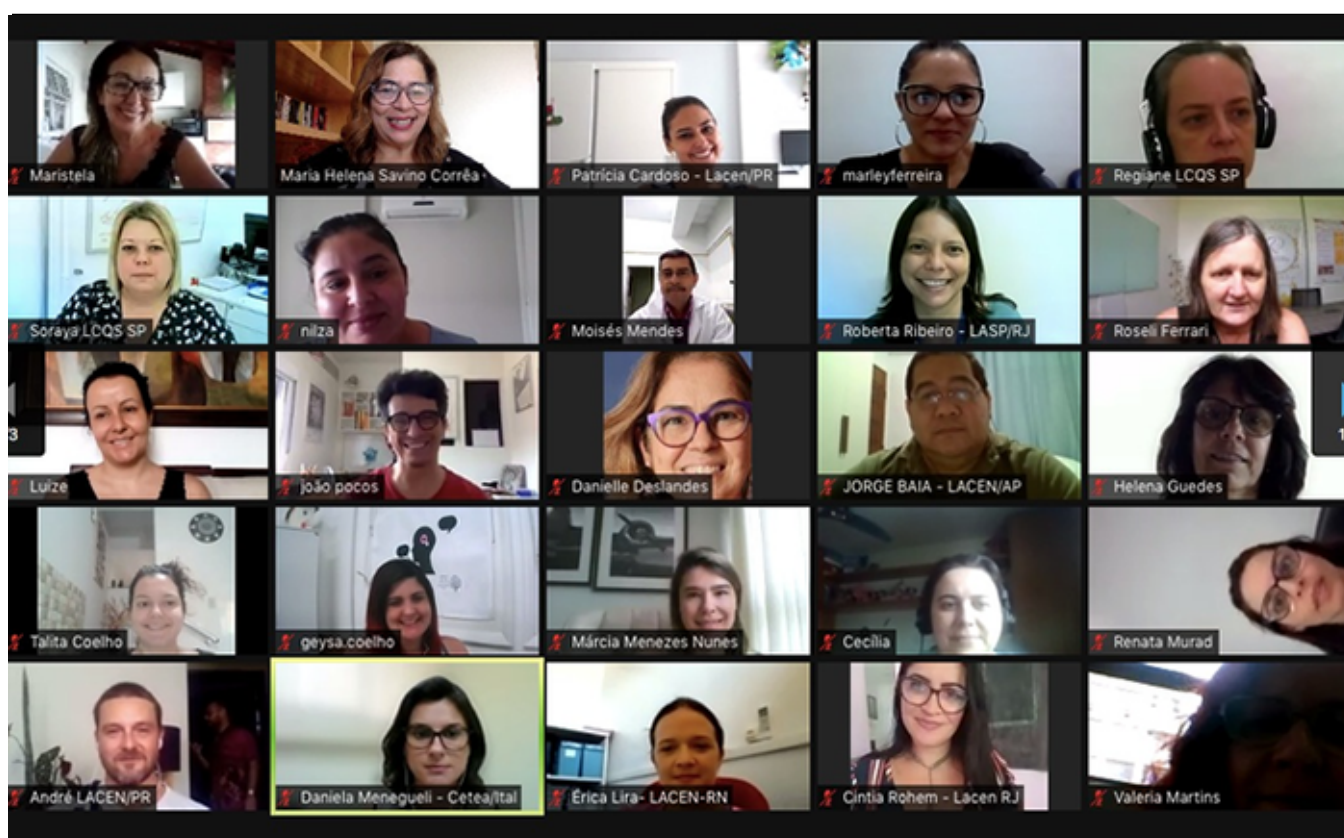 Maristela
Maria Helena Savino Corrêa
Patrícia Cardoso - Lacen/PR
marleyferreira
Regiane LCQS SP
Soraya LCQS SP
nilza
Moisés Mendes
Roberta Ribeiro - LASP/RJ
Roseli Ferrari
3
Luize
joão pocos
Danielle Deslandes
JORGE BAIA - LACEN/AP
Helena Guedes
1
Talita Coelho
geysa.coelho
Márcia Menezes Nunes
Cecília
Renata Murad
André LACEN/PR
Daniela Menegueli - Cetea/Ital
Érica Lira- LACEN-RN
Cintia Rohem - Lacen RJ
Valeria Martins